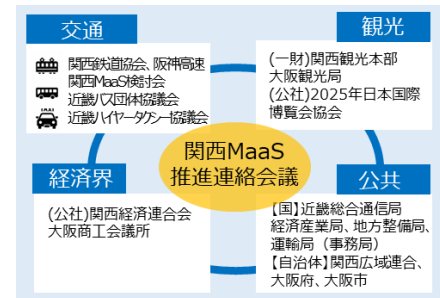 交通
関西鉄道協会、阪神高速
関西MaaS検討会
近畿バス団体協議会
近畿ハイヤータクシー協議会
観光
(一財)関西観光本部
大阪観光局
(公社)2025年日本国際
博覧会協会
関西MaaS
推進連絡会議
経済界
(公社)関西経済連合会
大阪商工会議所
公共
【国】近畿総合通信局
経済産業局、地方整備局、
運輸局（事務局）
【自治体】関西広域連合、
大阪府、大阪市